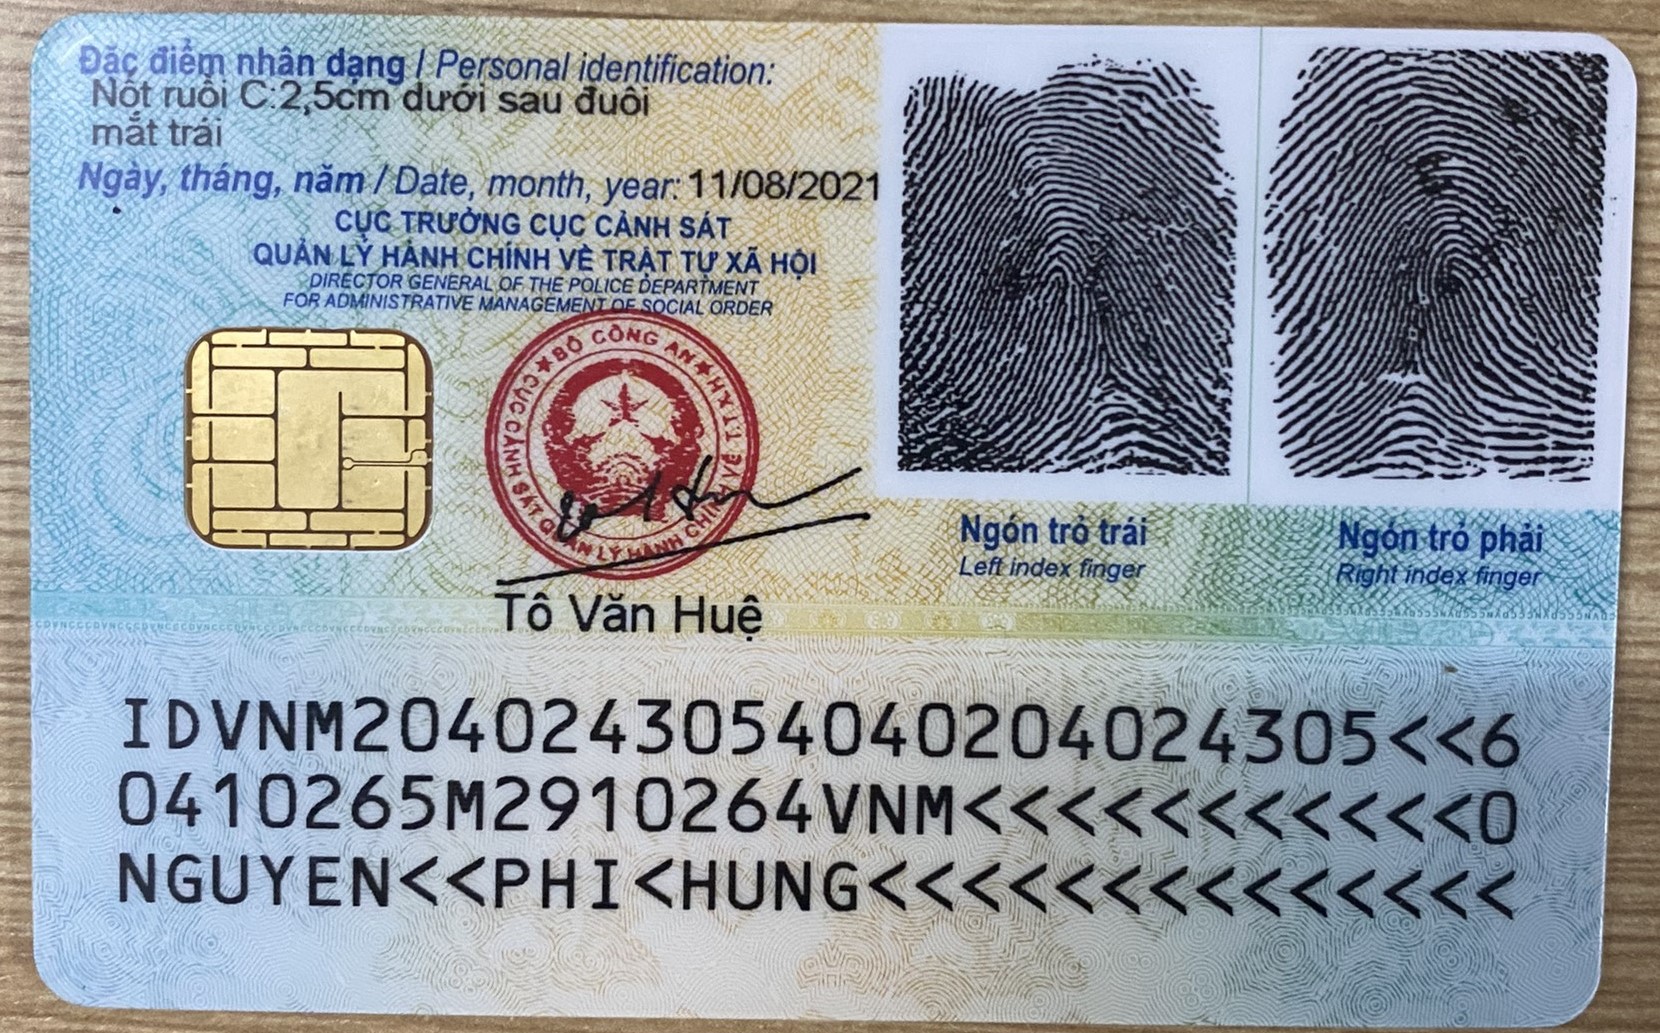 Đặc điểm nhân dạng / Personal identification:
Nốt ruồi C:2,5cm dưới sau đuôi
mắt trái
Ngày, tháng, năm / Date, month, year: 11/08/2021
CỤC TRƯỞNG CỤC CẢNH SÁT
QUẢN LÝ HÀNH CHÍNH VỀ TRẬT TỰ XÃ HỘI
DIRECTOR GENERAL OF THE POLICE DEPARTMENT
FOR ADMINISTRATIVE MANAGEMENT OF SOCIAL ORDER
BỘ CÔNG AN
CỤC CẢNH SÁT QUẢN LÝ HÀNH CHÍNH VỀ TTXH
Tô Văn Huệ
Ngón trỏ trái
Left index finger
Ngón trỏ phải
Right index finger
IDVNM2040243054040204024305<<6
0410265M2910264VNM<<<<<<<<<<<0
NGUYEN<<PHI<HUNG<<<<<<<<<<<<<<